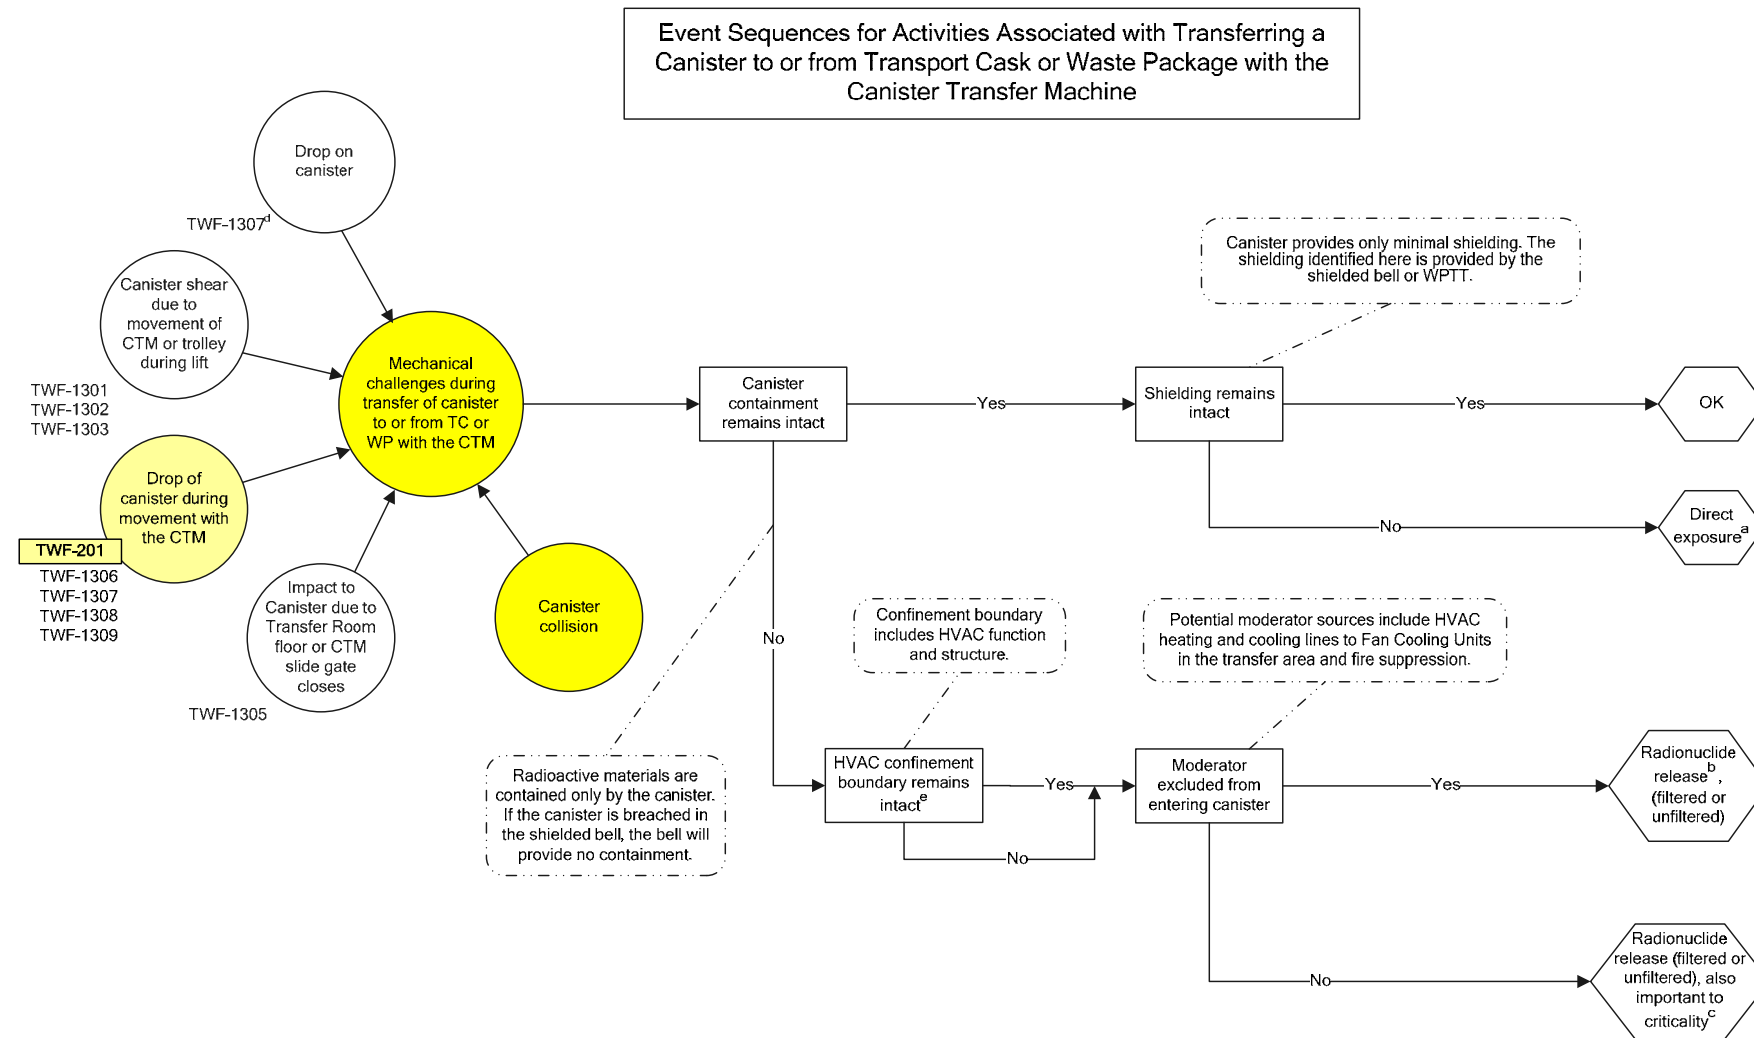 Event Sequences for Activities Associated with Transferring a
Canister to or from Transport Cask or Waste Package with the
Canister Transfer Machine
Drop on
canister
TWF-1307d
Canister shear
due to
movement of
CTM or trolley
during lift
TWF-1301
TWF-1302
TWF-1303
Drop of
canister during
movement with
the CTM
TWF-201
TWF-1306
TWF-1307
TWF-1308
TWF-1309
Impact to
Canister due to
Transfer Room
floor or CTM
slide gate
closes
TWF-1305
Canister
collision
Mechanical
challenges during
transfer of canister
to or from TC or
WP with the CTM
Canister
containment
remains intact
Yes
No
Canister provides only minimal shielding. The
shielding identified here is provided by the
shielded bell or WPTT.
Shielding remains
intact
Yes
OK
No
Direct
exposurea
Radioactive materials are
contained only by the canister.
If the canister is breached in
the shielded bell, the bell will
provide no containment.
Confinement boundary
includes HVAC function
and structure.
HVAC confinement
boundary remains
intacte
Yes
No
Potential moderator sources include HVAC
heating and cooling lines to Fan Cooling Units
in the transfer area and fire suppression.
Moderator
excluded from
entering canister
Yes
Radionuclide
releaseb,
(filtered or
unfiltered)
No
Radionuclide
release (filtered or
unfiltered), also
important to
criticalityc